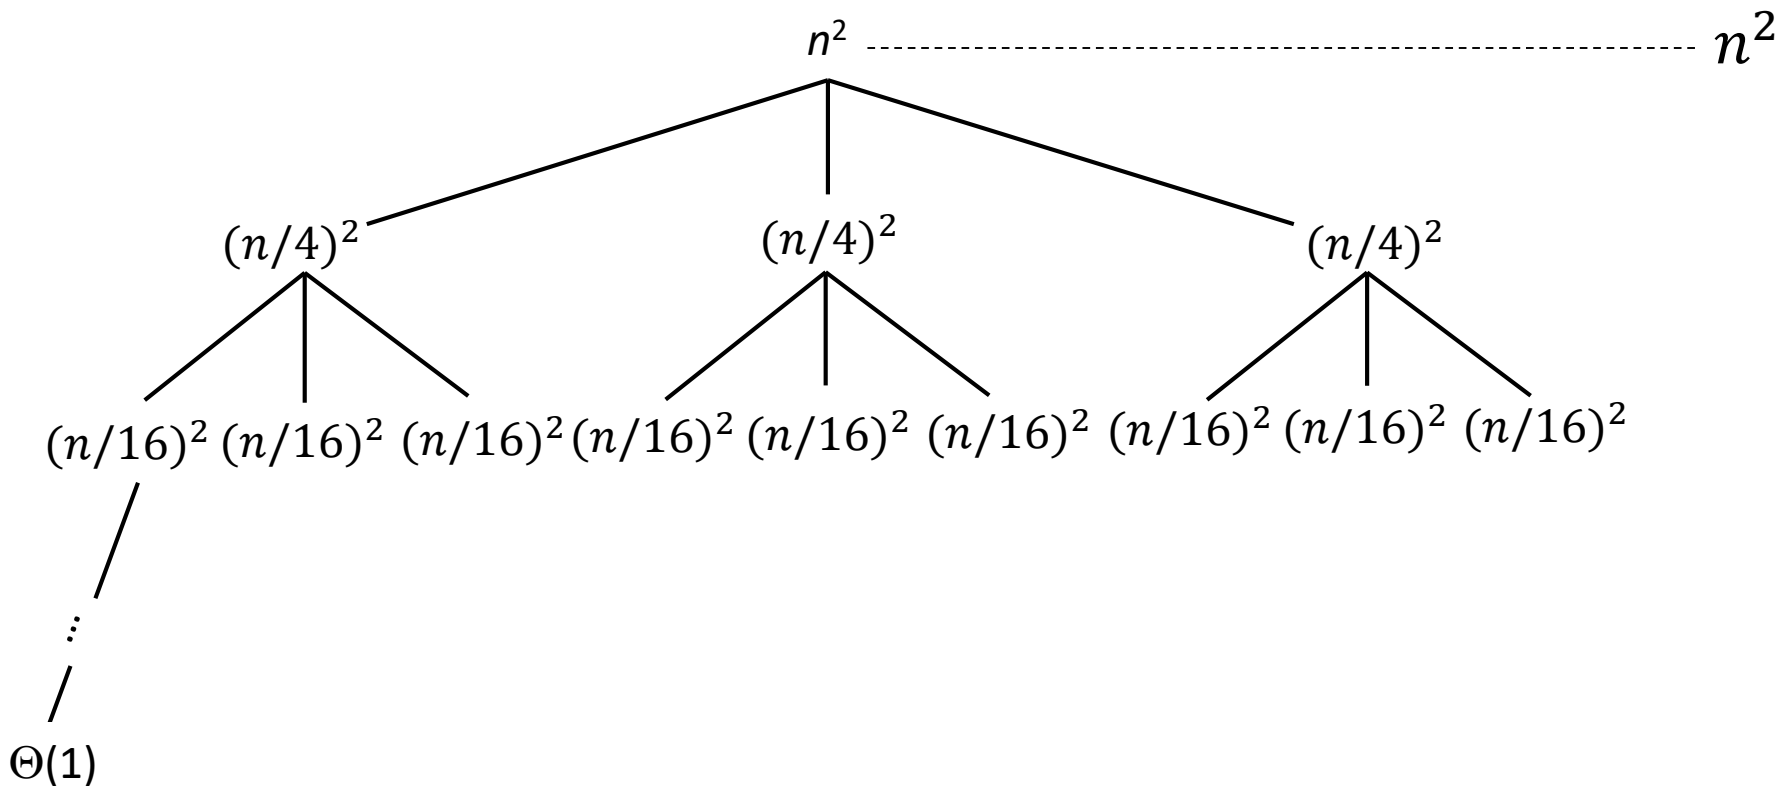 n² n²
(n/4)² (n/4)² (n/4)²
(n/16)² (n/16)² (n/16)² (n/16)² (n/16)² (n/16)² (n/16)² (n/16)² (n/16)²
⋮
Θ(1)